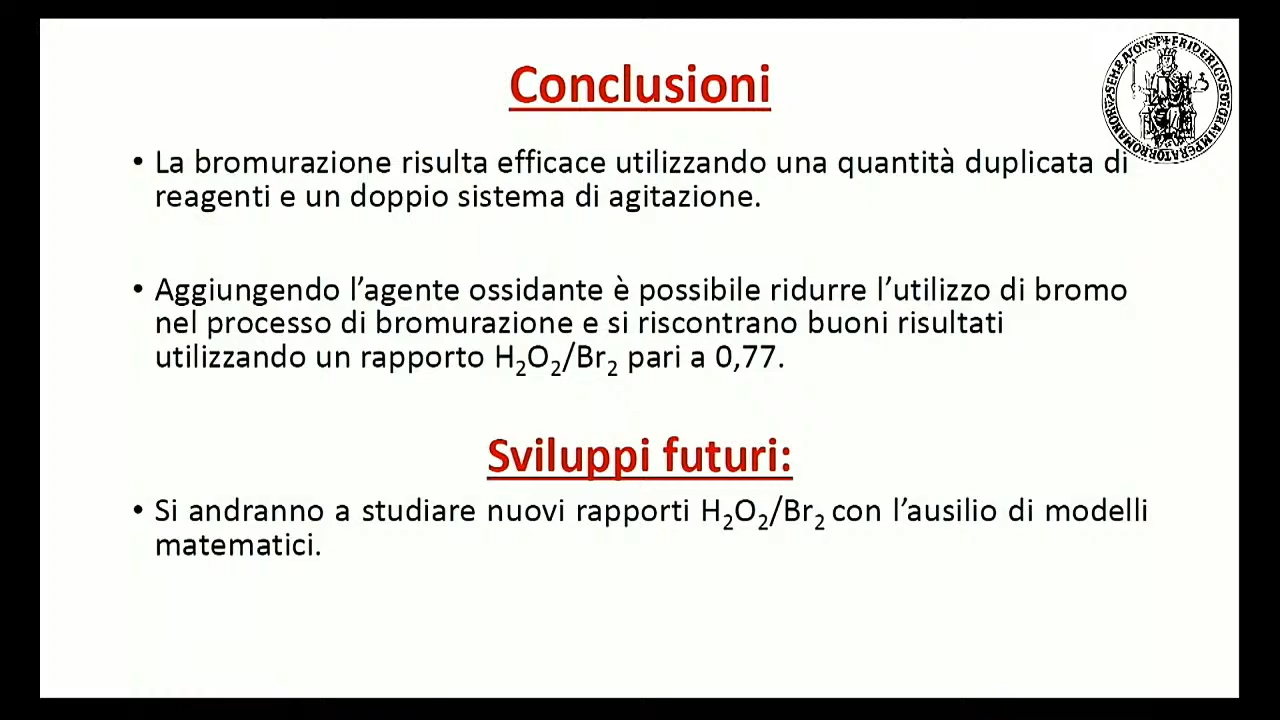 Conclusioni
• La bromurazione risulta efficace utilizzando una quantità duplicata di
reagenti e un doppio sistema di agitazione.
• Aggiungendo l’agente ossidante è possibile ridurre l’utilizzo di bromo
nel processo di bromurazione e si riscontrano buoni risultati
utilizzando un rapporto H₂O₂/Br₂ pari a 0,77.
Sviluppi futuri:
• Si andranno a studiare nuovi rapporti H₂O₂/Br₂ con l’ausilio di modelli
matematici.